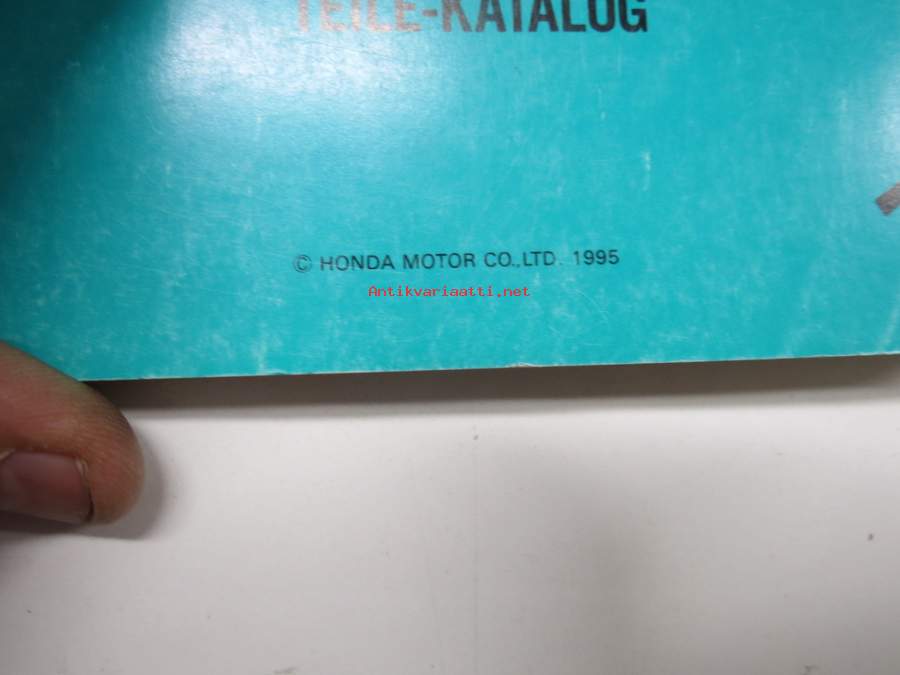 TEILE-KATALOG
© HONDA MOTOR CO.,LTD. 1995
Antikvariaatti.net